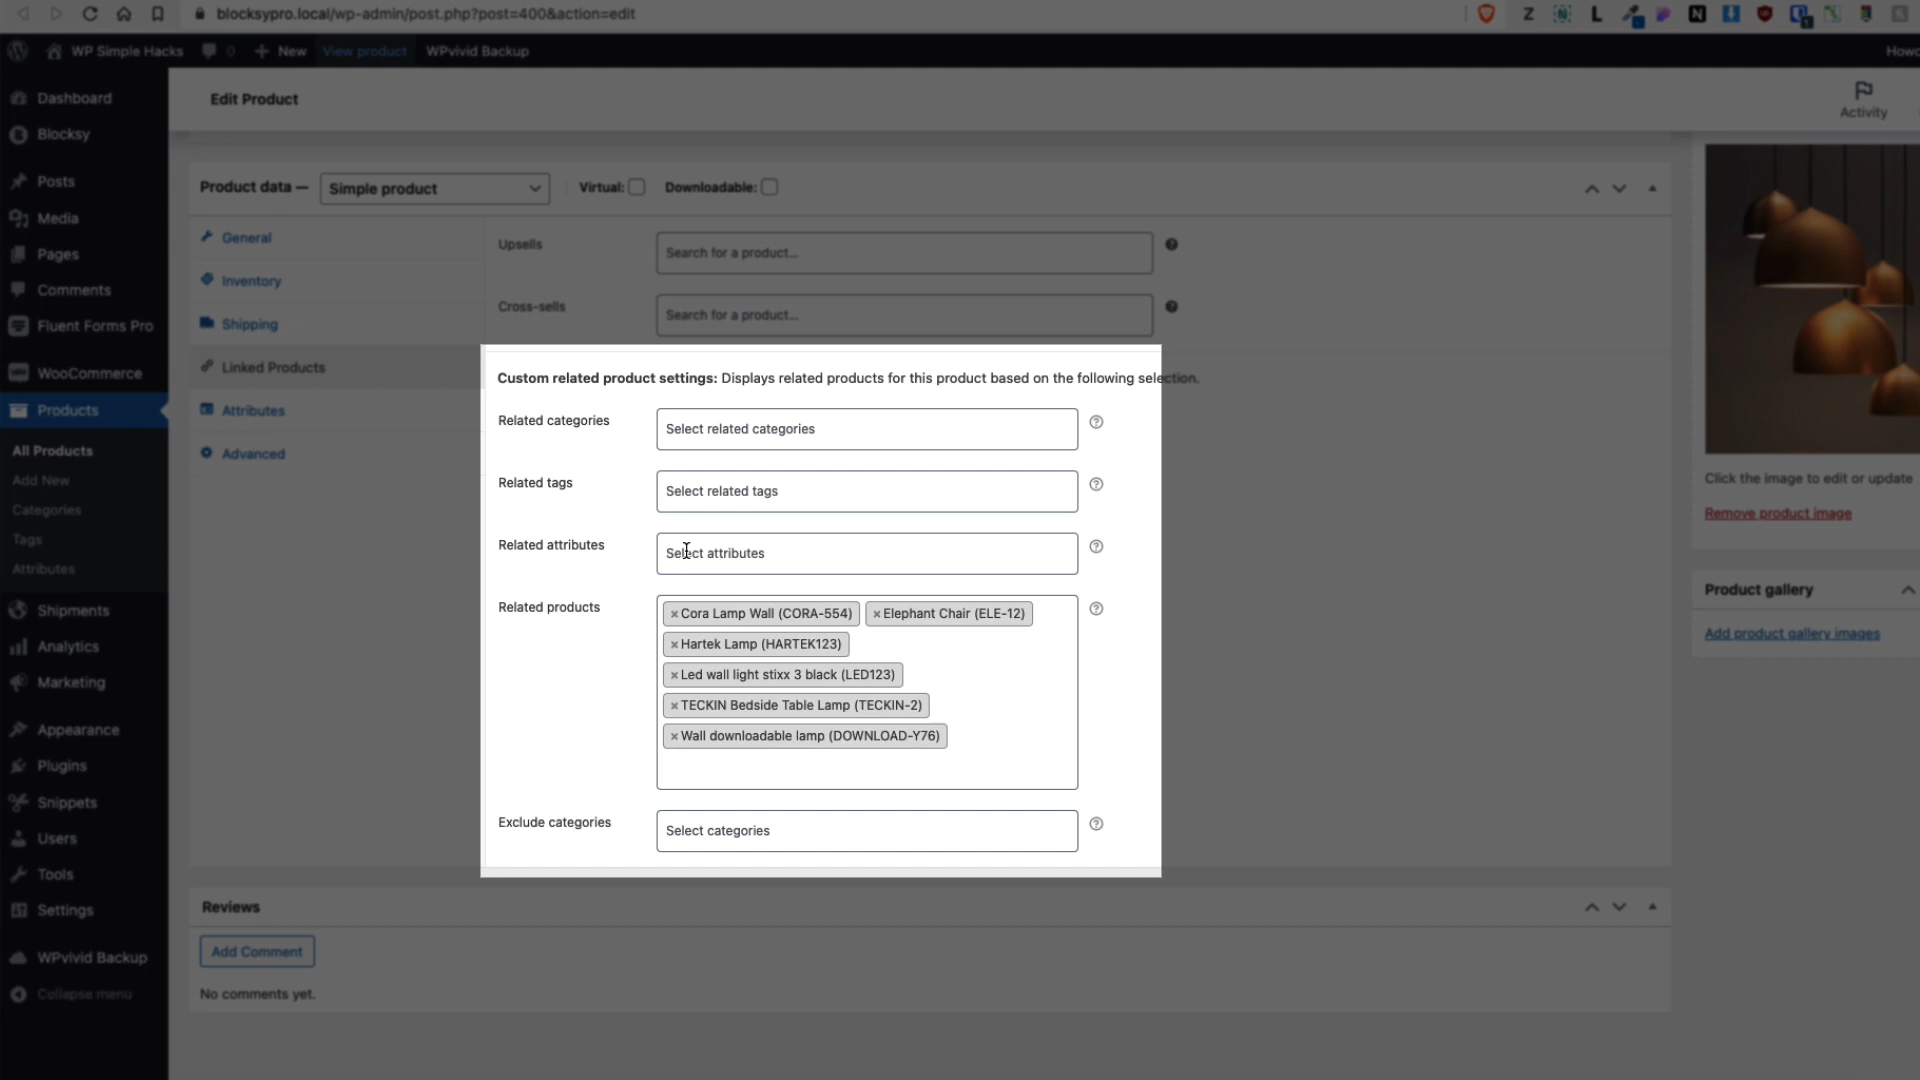 blocksypro.local/wp-admin/post.php?post=400&action=edit
WP Simple Hacks
0
New
View product
WPvivid Backup
Howd
Dashboard
Blocksy
Posts
Media
Pages
Comments
Fluent Forms Pro
WooCommerce
Products
All Products
Add New
Categories
Tags
Attributes
Shipments
Analytics
Marketing
Appearance
Plugins
Snippets
Users
Tools
Settings
WPvivid Backup
Collapse menu
Edit Product
Activity
Product data —
Simple product
Virtual:
Downloadable:
General
Inventory
Shipping
Linked Products
Attributes
Advanced
Upsells
Search for a product...
Cross-sells
Search for a product...
Custom related product settings: Displays related products for this product based on the following selection.
Related categories
Select related categories
Related tags
Select related tags
Related attributes
Select attributes
Related products
×Cora Lamp Wall (CORA-554) ×Elephant Chair (ELE-12)
×Hartek Lamp (HARTEK123)
×Led wall light stixx 3 black (LED123)
×TECKIN Bedside Table Lamp (TECKIN-2)
×Wall downloadable lamp (DOWNLOAD-Y76)
Exclude categories
Select categories
Reviews
Add Comment
No comments yet.
Click the image to edit or update
Remove product image
Product gallery
Add product gallery images